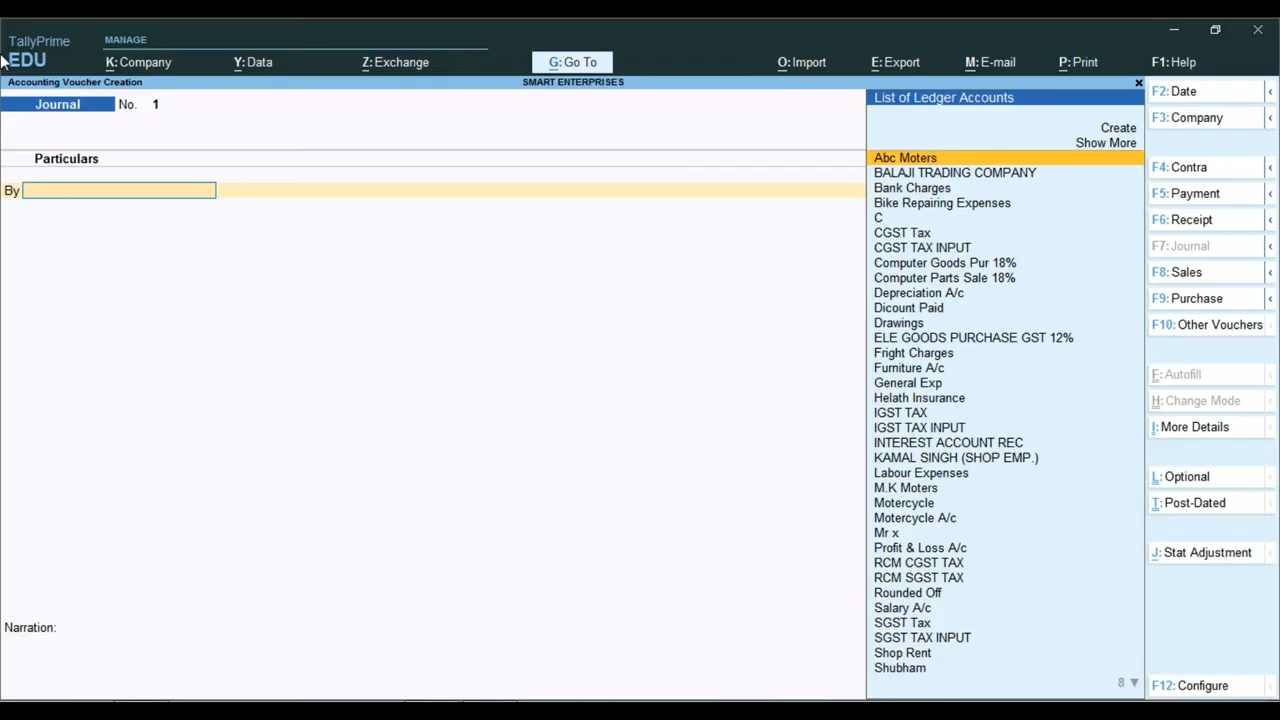 TallyPrime
EDU
MANAGE
K: Company
Y: Data
Z: Exchange
G: Go To
O: Import
E: Export
M: E-mail
P: Print
F1: Help
Accounting Voucher Creation
SMART ENTERPRISES
Journal No. 1
Particulars
By
Narration:
List of Ledger Accounts
Create
Show More
Abc Moters
BALAJI TRADING COMPANY
Bank Charges
Bike Repairing Expenses
C
CGST Tax
CGST TAX INPUT
Computer Goods Pur 18%
Computer Parts Sale 18%
Depreciation A/c
Dicount Paid
Drawings
ELE GOODS PURCHASE GST 12%
Fright Charges
Furniture A/c
General Exp
Helath Insurance
IGST TAX
IGST TAX INPUT
INTEREST ACCOUNT REC
KAMAL SINGH (SHOP EMP.)
Labour Expenses
M.K Moters
Motercycle
Motercycle A/c
Mr x
Profit & Loss A/c
RCM CGST TAX
RCM SGST TAX
Rounded Off
Salary A/c
SGST Tax
SGST TAX INPUT
Shop Rent
Shubham
8 ▼
F2: Date
F3: Company
F4: Contra
F5: Payment
F6: Receipt
F7: Journal
F8: Sales
F9: Purchase
F10: Other Vouchers
F: Autofill
H: Change Mode
I: More Details
L: Optional
T: Post-Dated
J: Stat Adjustment
F12: Configure